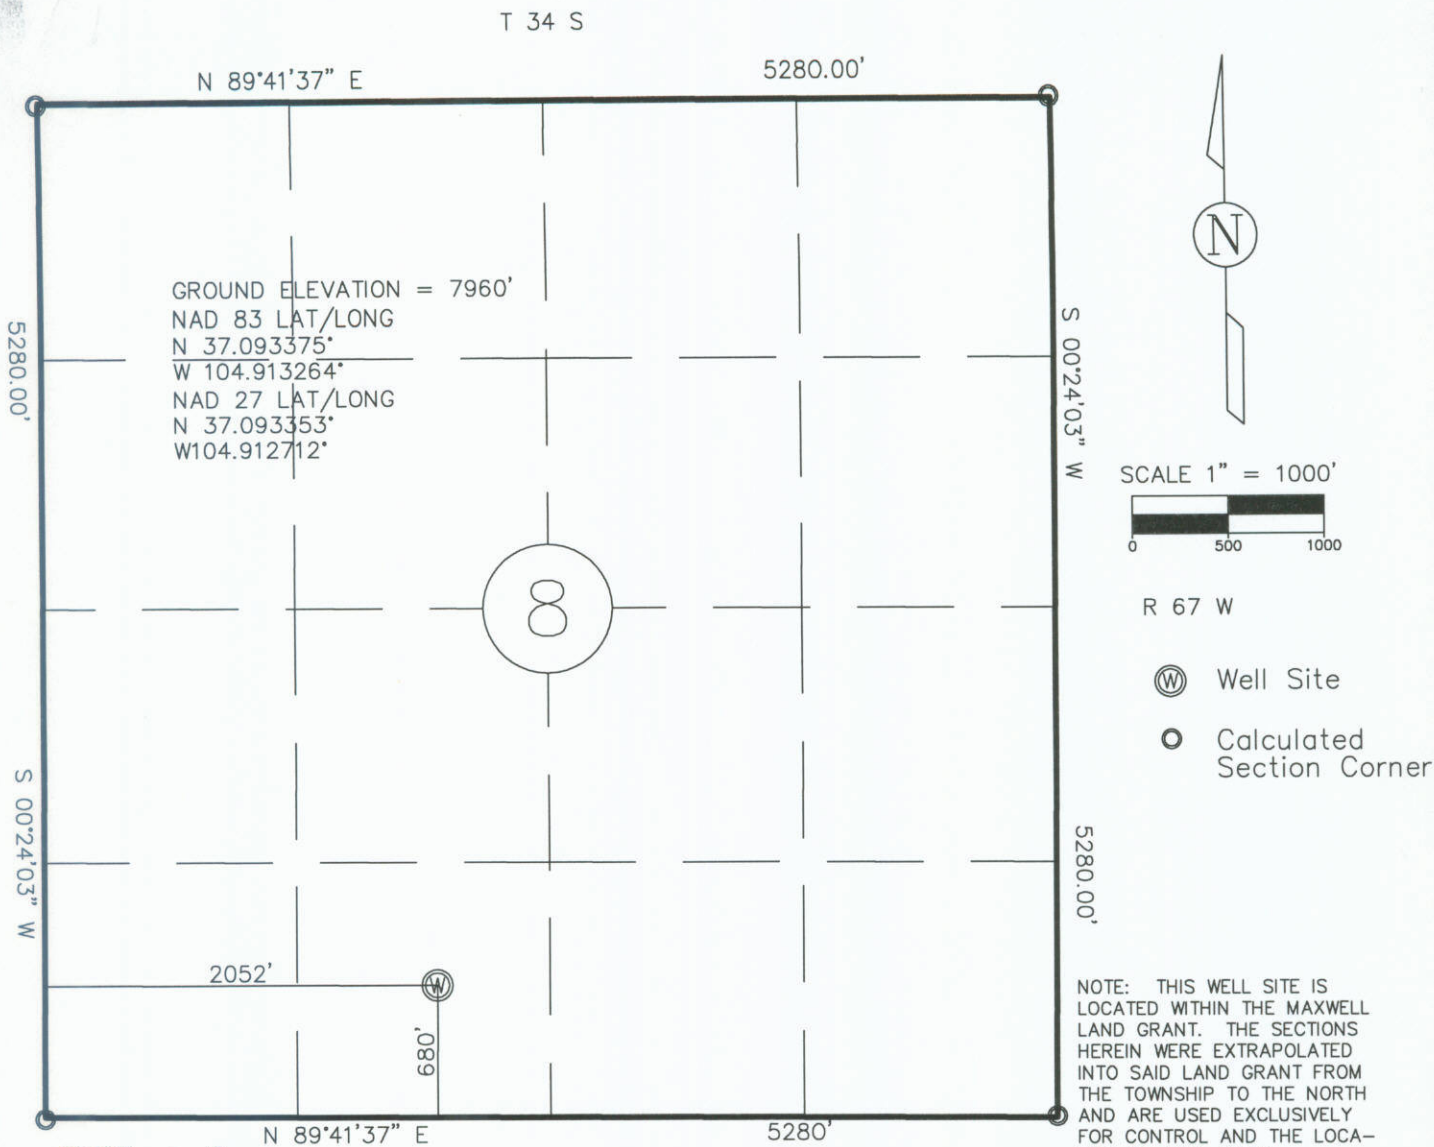 T 34 S
N 89°41'37" E
5280.00'
GROUND ELEVATION = 7960'
NAD 83 LAT/LONG
N 37.093375°
W 104.913264°
NAD 27 LAT/LONG
N 37.093353°
W104.912712°
5280.00'
S 00°24'03" W
N
SCALE 1" = 1000'
0 500 1000
R 67 W
8
W Well Site
Calculated
Section Corner
S 00°24'03" W
5280.00'
2052'
W
680'
N 89°41'37" E
5280'
NOTE: THIS WELL SITE IS
LOCATED WITHIN THE MAXWELL
LAND GRANT. THE SECTIONS
HEREIN WERE EXTRAPOLATED
INTO SAID LAND GRANT FROM
THE TOWNSHIP TO THE NORTH
AND ARE USED EXCLUSIVELY
FOR CONTROL AND THE LOCA-